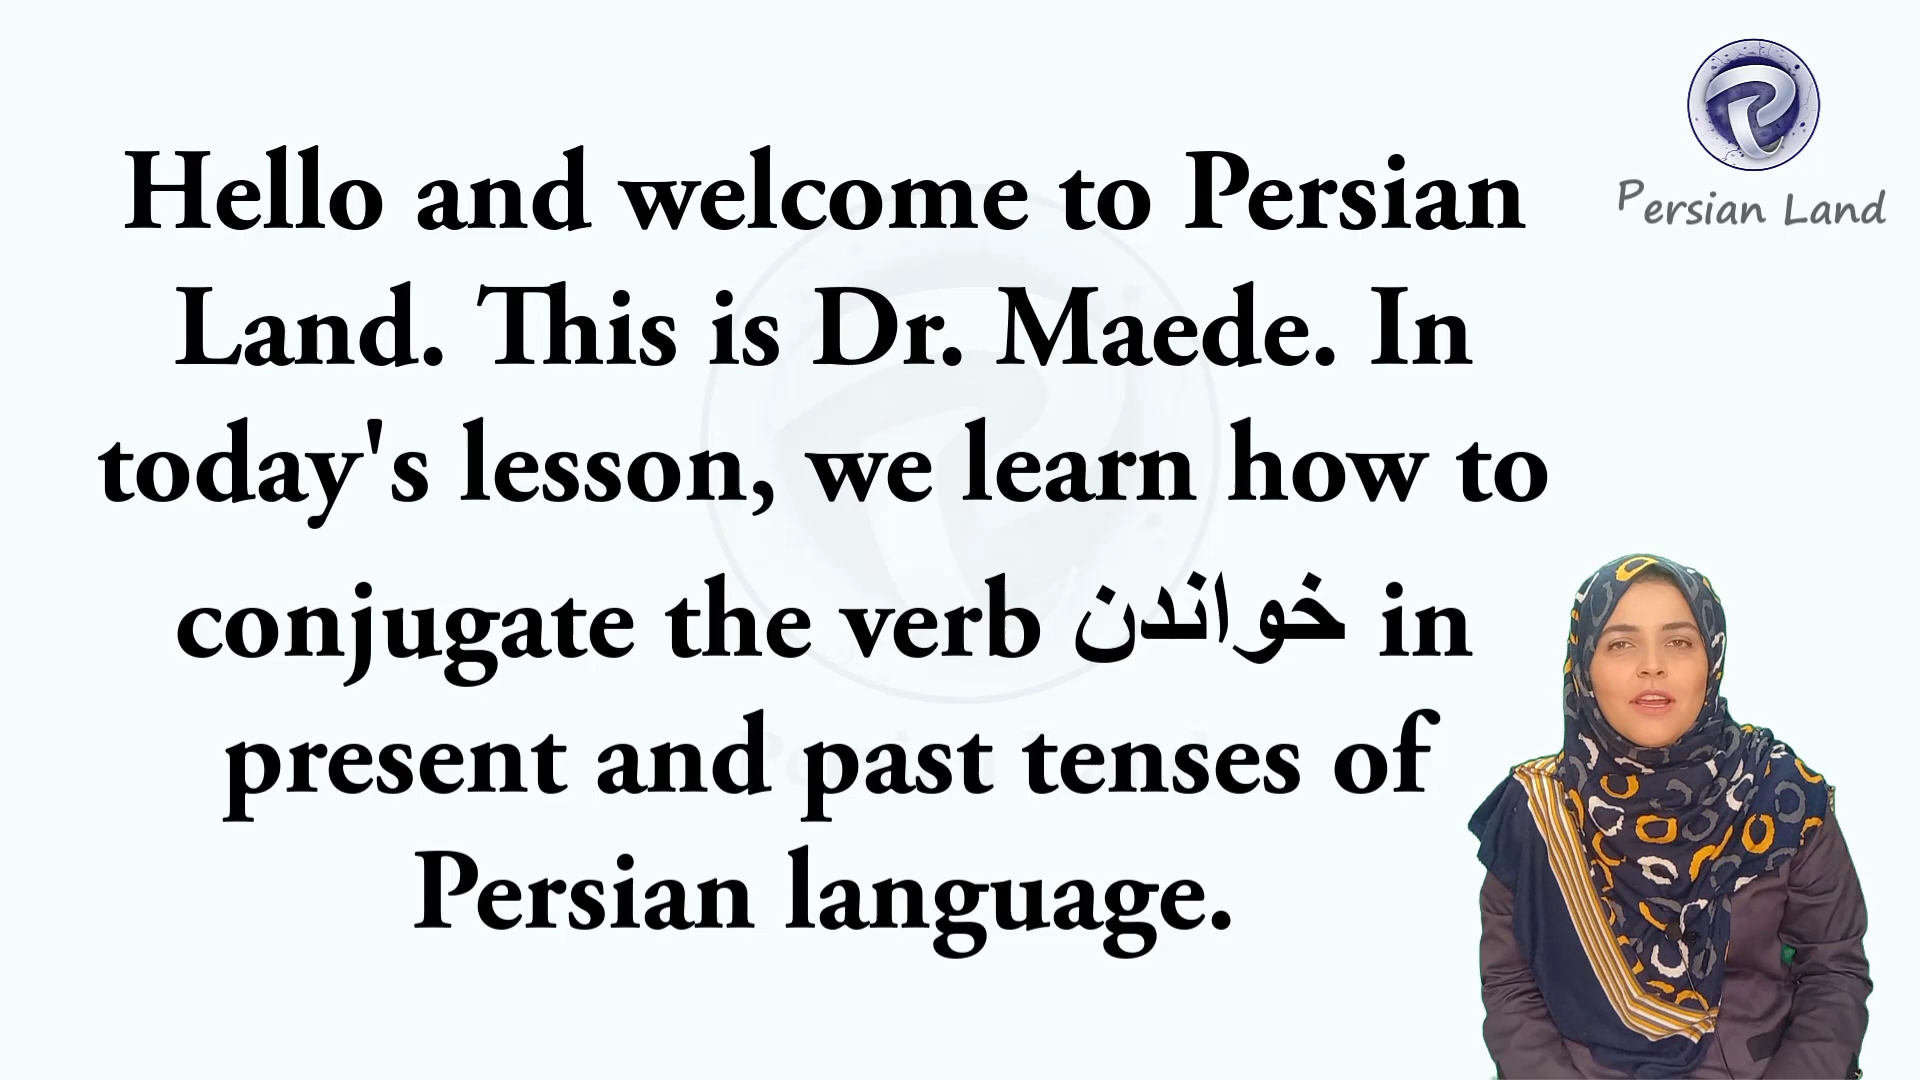 Hello and welcome to Persian
Land. This is Dr. Maede. In
today's lesson, we learn how to
conjugate the verb خواندن in
present and past tenses of
Persian language.
Persian Land